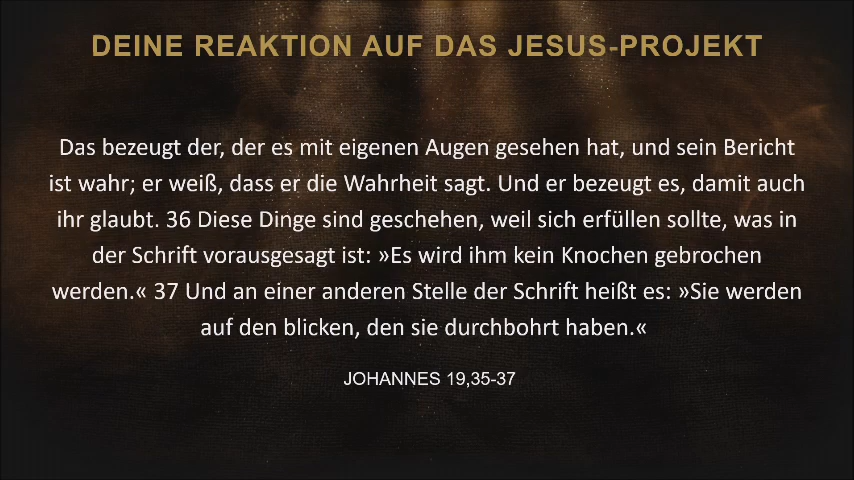 DEINE REAKTION AUF DAS JESUS-PROJEKT
Das bezeugt der, der es mit eigenen Augen gesehen hat, und sein Bericht
ist wahr; er weiß, dass er die Wahrheit sagt. Und er bezeugt es, damit auch
ihr glaubt. 36 Diese Dinge sind geschehen, weil sich erfüllen sollte, was in
der Schrift vorausgesagt ist: »Es wird ihm kein Knochen gebrochen
werden.« 37 Und an einer anderen Stelle der Schrift heißt es: »Sie werden
auf den blicken, den sie durchbohrt haben.«
JOHANNES 19,35-37